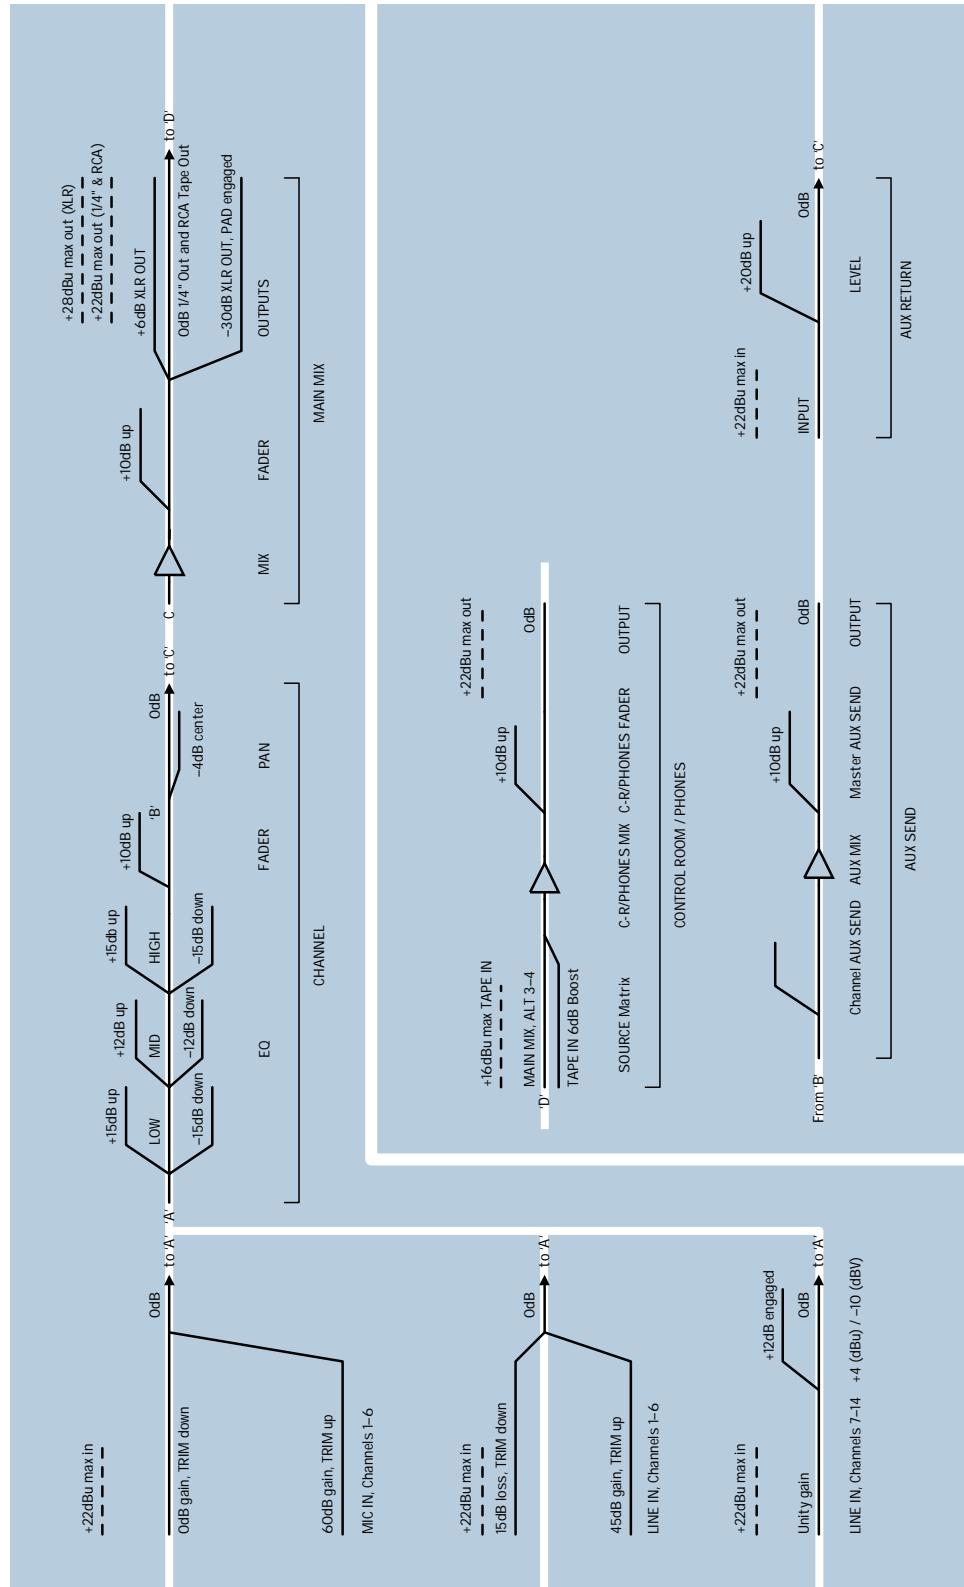 +22dBu max in
0dB gain, TRIM down
60dB gain, TRIM up
MIC IN, Channels 1–6
0dB
to 'A'
'A'
+15dB up
LOW
–15dB down
+12dB up
MID
–12dB down
EQ
+15db up
HIGH
–15dB down
+10dB up
FADER
'B'
–4dB center
PAN
0dB
to 'C'
CHANNEL
C
MIX
+10dB up
FADER
+28dBu max out (XLR)
+22dBu max out (1/4" & RCA)
+6dB XLR OUT
0dB 1/4" Out and RCA Tape Out
–30dB XLR OUT, PAD engaged
OUTPUTS
to 'D'
MAIN MIX
+22dBu max in
15dB loss, TRIM down
45dB gain, TRIM up
LINE IN, Channels 1–6
0dB
to 'A'
'D'
+16dBu max TAPE IN
MAIN MIX, ALT 3–4
TAPE IN 6dB Boost
SOURCE Matrix
C-R/PHONES MIX
+10dB up
C-R/PHONES FADER
+22dBu max out
0dB
OUTPUT
CONTROL ROOM / PHONES
+22dBu max in
Unity gain
LINE IN, Channels 7–14
+12dB engaged
0dB
+4 (dBu) / –10 (dBV)
to 'A'
From 'B'
Channel AUX SEND
AUX MIX
+10dB up
Master AUX SEND
+22dBu max out
0dB
OUTPUT
AUX SEND
+22dBu max in
INPUT
+20dB up
LEVEL
0dB
to 'C'
AUX RETURN